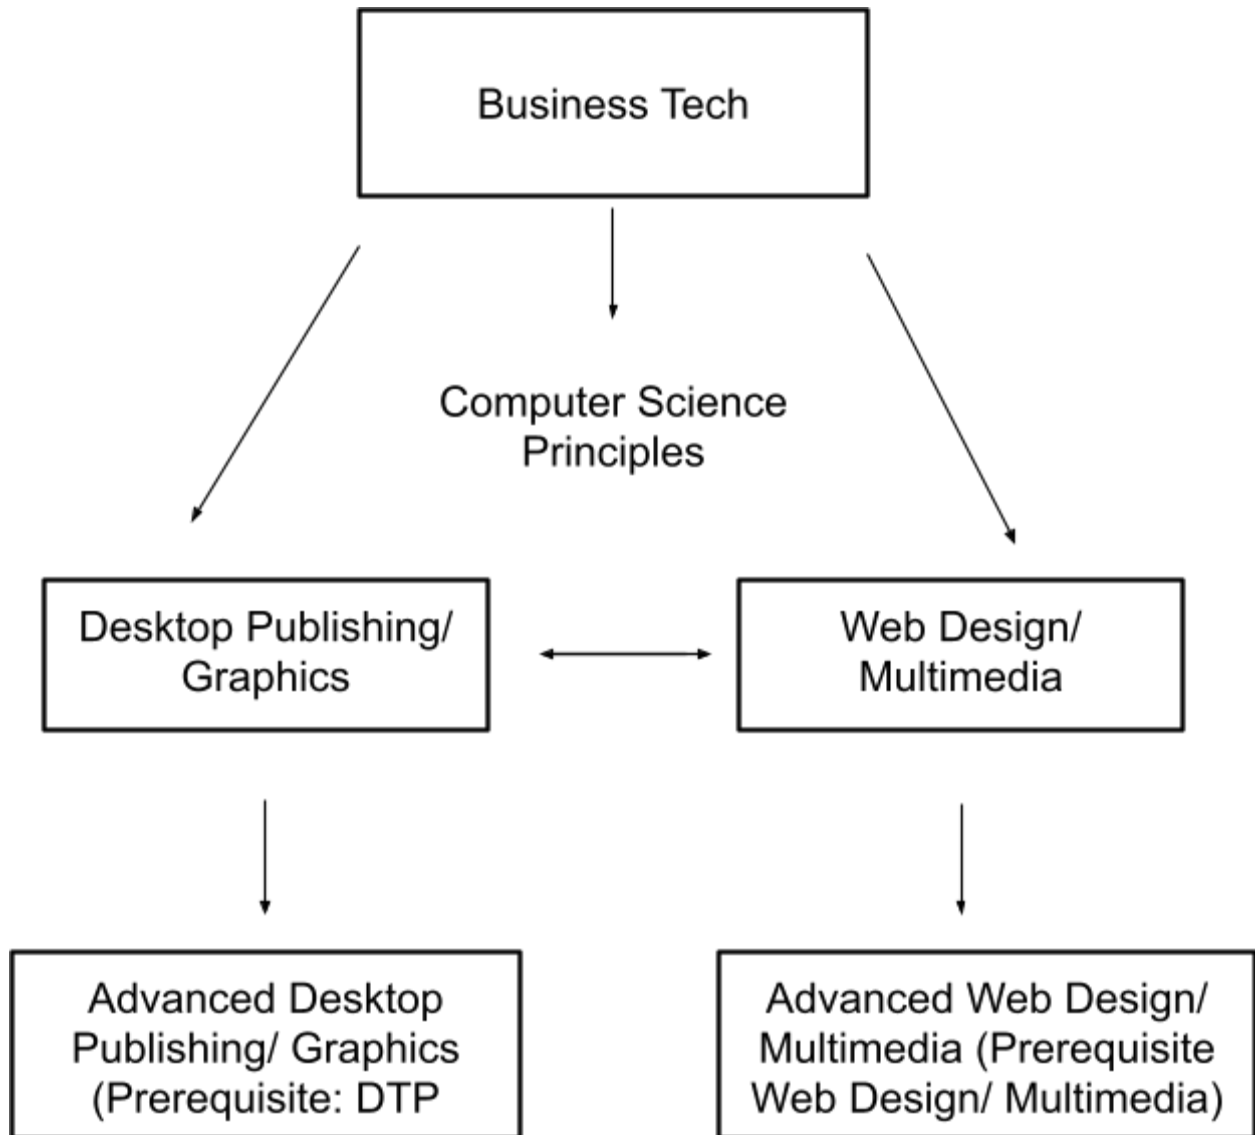 Business Tech
Computer Science
Principles
Desktop Publishing/
Graphics
Web Design/
Multimedia
Advanced Desktop
Publishing/ Graphics
(Prerequisite: DTP
Advanced Web Design/
Multimedia (Prerequisite
Web Design/ Multimedia)